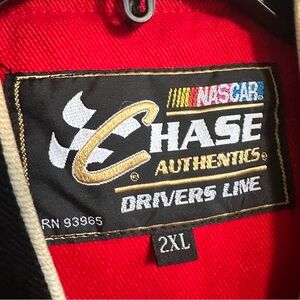 NASCAR
CHASE
AUTHENTICS
DRIVERS LINE
RN 93965
2XL